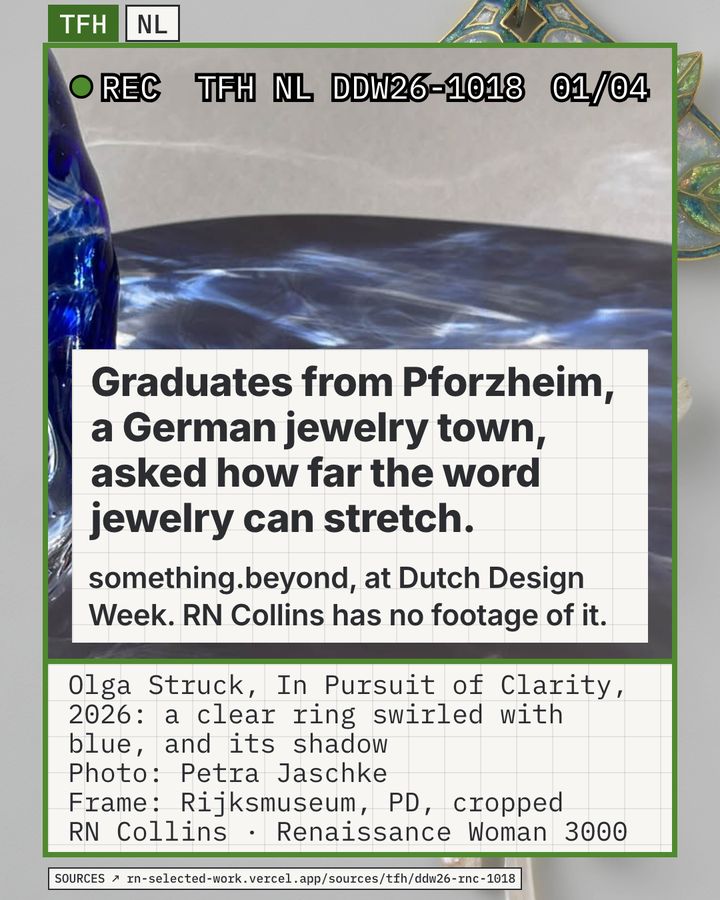 TFH NL
REC TFH NL DDW26-1018 01/04
Graduates from Pforzheim,
a German jewelry town,
asked how far the word
jewelry can stretch.
something.beyond, at Dutch Design
Week. RN Collins has no footage of it.
Olga Struck, In Pursuit of Clarity,
2026: a clear ring swirled with
blue, and its shadow
Photo: Petra Jaschke
Frame: Rijksmuseum, PD, cropped
RN Collins · Renaissance Woman 3000
SOURCES ↗ rn-selected-work.vercel.app/sources/tfh/ddw26-rnc-1018